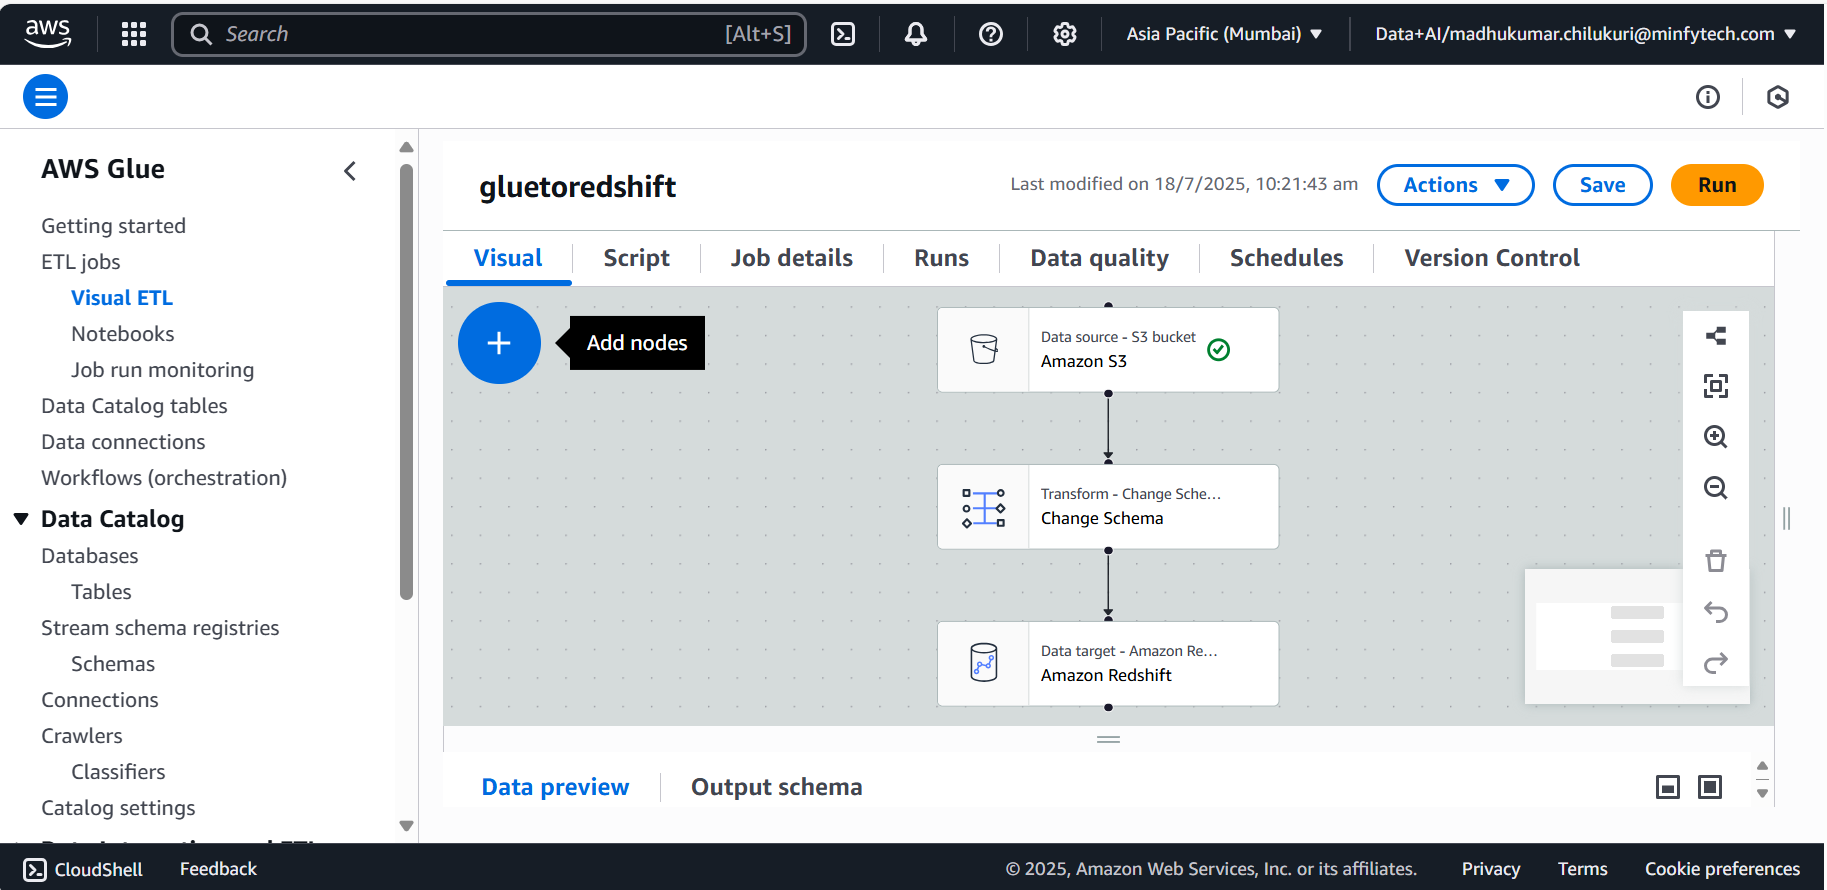 aws
Search
[Alt+S]
Asia Pacific (Mumbai)
Data+AI/madhukumar.chilukuri@minfytech.com
AWS Glue
Getting started
ETL jobs
Visual ETL
Notebooks
Job run monitoring
Data Catalog tables
Data connections
Workflows (orchestration)
Data Catalog
Databases
Tables
Stream schema registries
Schemas
Connections
Crawlers
Classifiers
Catalog settings
gluetoredshift
Last modified on 18/7/2025, 10:21:43 am
Actions
Save
Run
Visual
Script
Job details
Runs
Data quality
Schedules
Version Control
Add nodes
Data source - S3 bucket
Amazon S3
Transform - Change Sche...
Change Schema
Data target - Amazon Re...
Amazon Redshift
Data preview
Output schema
CloudShell
Feedback
© 2025, Amazon Web Services, Inc. or its affiliates.
Privacy
Terms
Cookie preferences